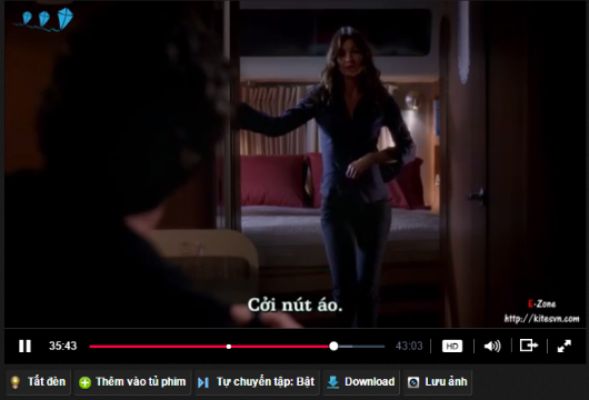 Cởi nút áo.
E-Zone
http://kitesvn.com
35:43
43:03
HD
Tắt đèn
Thêm vào tủ phim
Tự chuyển tập: Bật
Download
Lưu ảnh